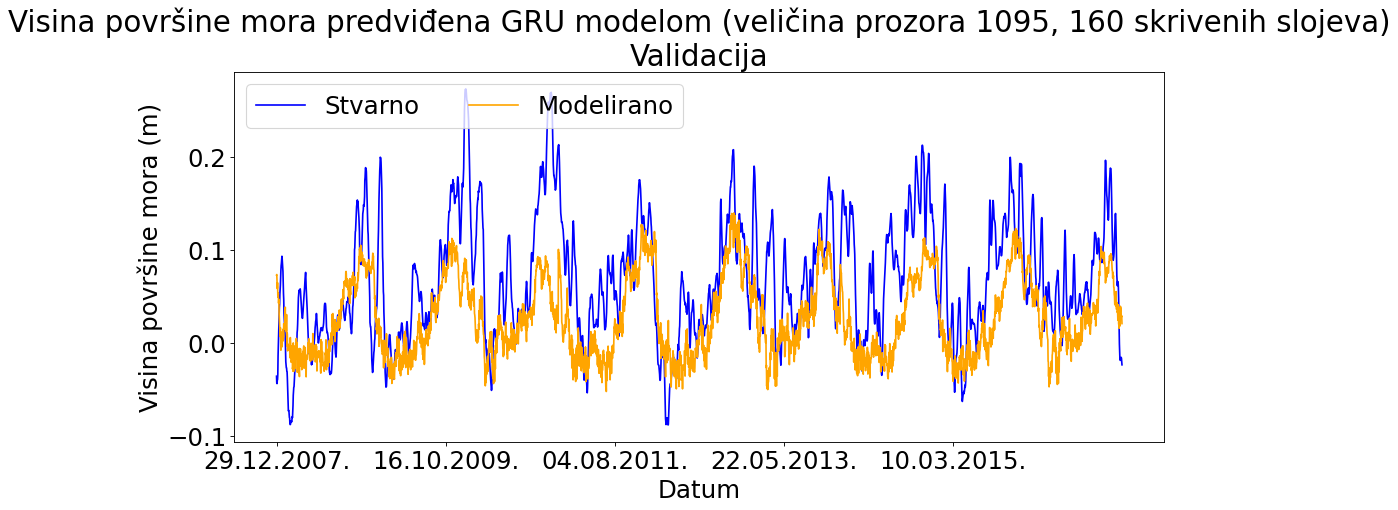 Visina površine mora predviđena GRU modelom (veličina prozora 1095, 160 skrivenih slojeva)
Validacija
Stvarno Modelirano
Visina površine mora (m)
0.2
0.1
0.0
−0.1
29.12.2007. 16.10.2009. 04.08.2011. 22.05.2013. 10.03.2015.
Datum